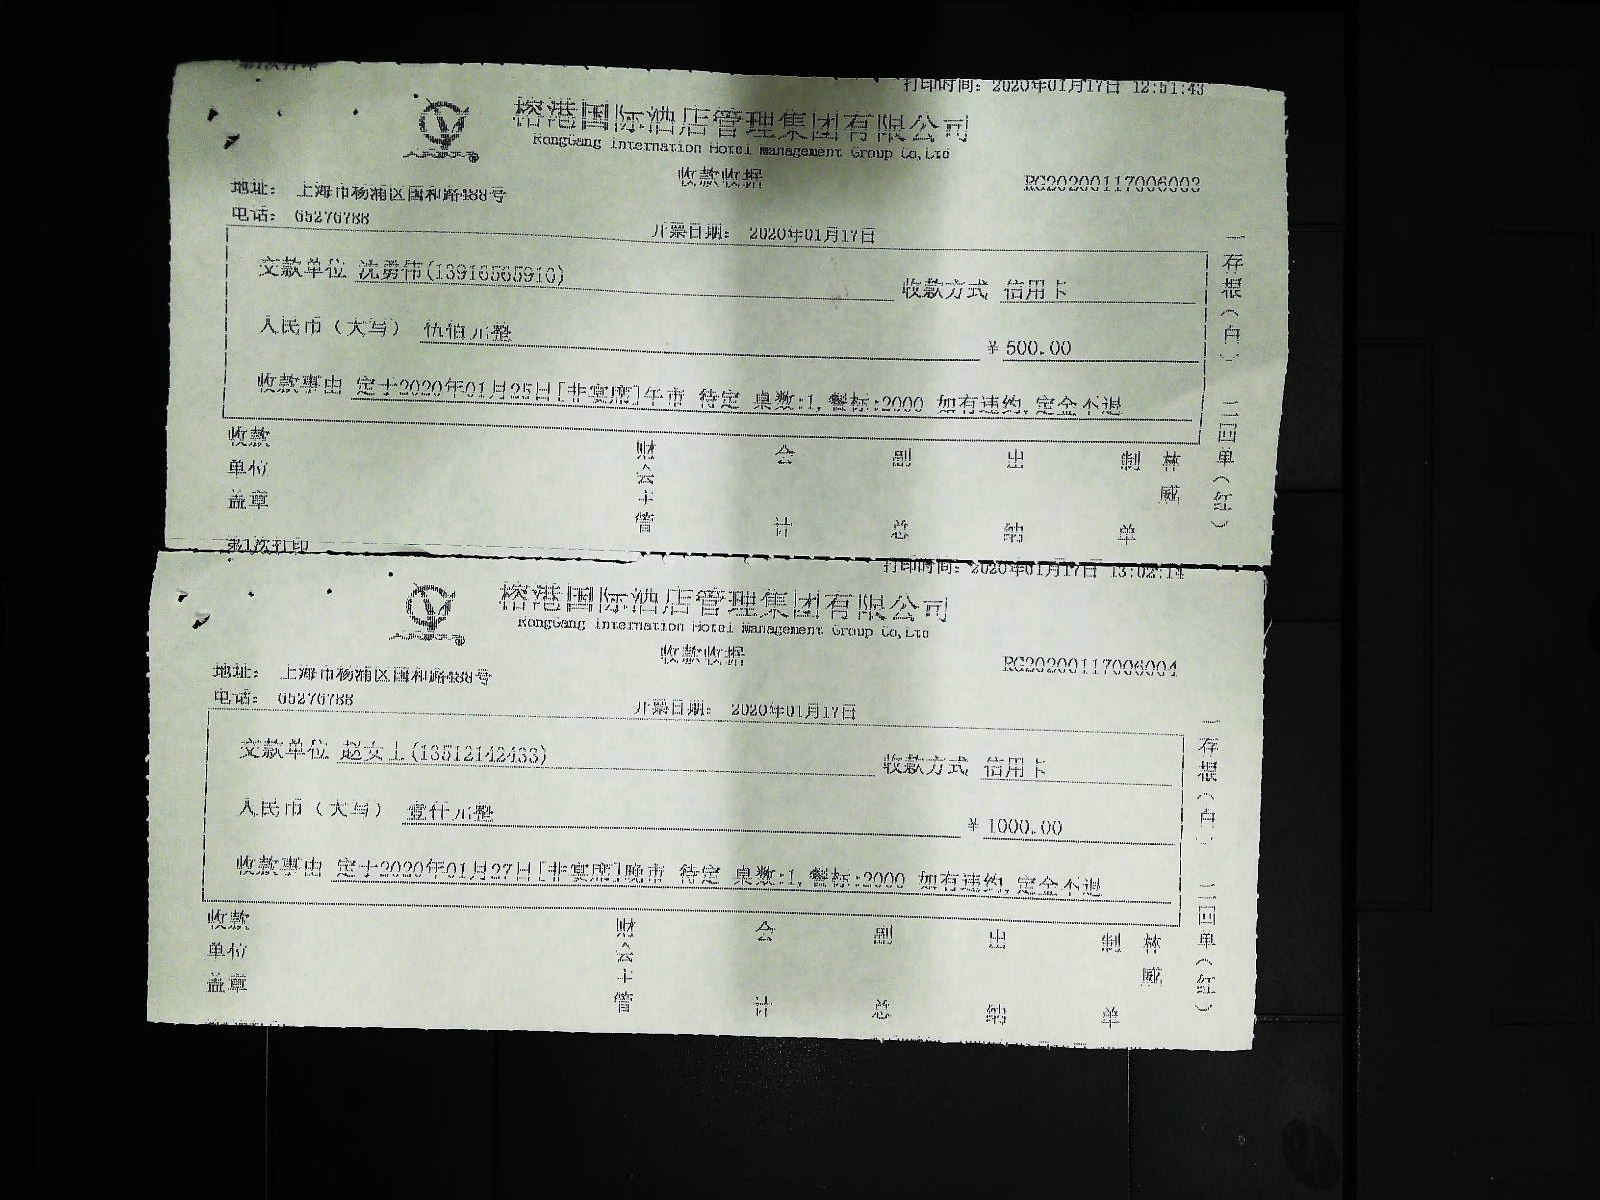 打印时间：2020年01月17日 12:51:43
榕港国际酒店管理集团有限公司
RongGang Internation Hotel Management Group Co,Ltd
收款收据
RC20200117006003
地址： 上海市杨浦区国和路488号
电话： 65276788
开票日期： 2020年01月17日
交款单位 沈勇伟(13916565910)
收款方式 信用卡
人民币（大写） 伍佰元整
￥ 500.00
收款事由 定于2020年01月25日[非宴席]午市 待定 桌数:1,餐标:2000 如有违约,定金不退
一存根（白） 二回单（红）
收款单位盖章
财会主管
会计
副总
出纳
制单
林威
第1次打印
打印时间：2020年01月17日 13:02:14
榕港国际酒店管理集团有限公司
RongGang Internation Hotel Management Group Co,Ltd
收款收据
RC20200117006004
地址： 上海市杨浦区国和路488号
电话： 65276788
开票日期： 2020年01月17日
交款单位 赵女士(13512142433)
收款方式 信用卡
人民币（大写） 壹仟元整
￥ 1000.00
收款事由 定于2020年01月27日[非宴席]晚市 待定 桌数:1,餐标:2000 如有违约,定金不退
一存根（白） 二回单（红）
收款单位盖章
财会主管
会计
副总
出纳
制单
林威